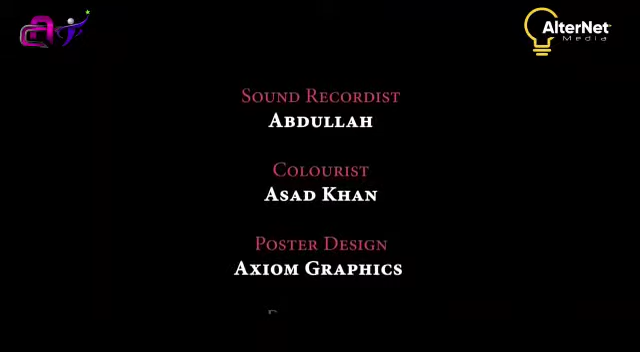 AlterNet
Media
Sound Recordist
Abdullah
Colourist
Asad Khan
Poster Design
Axiom Graphics